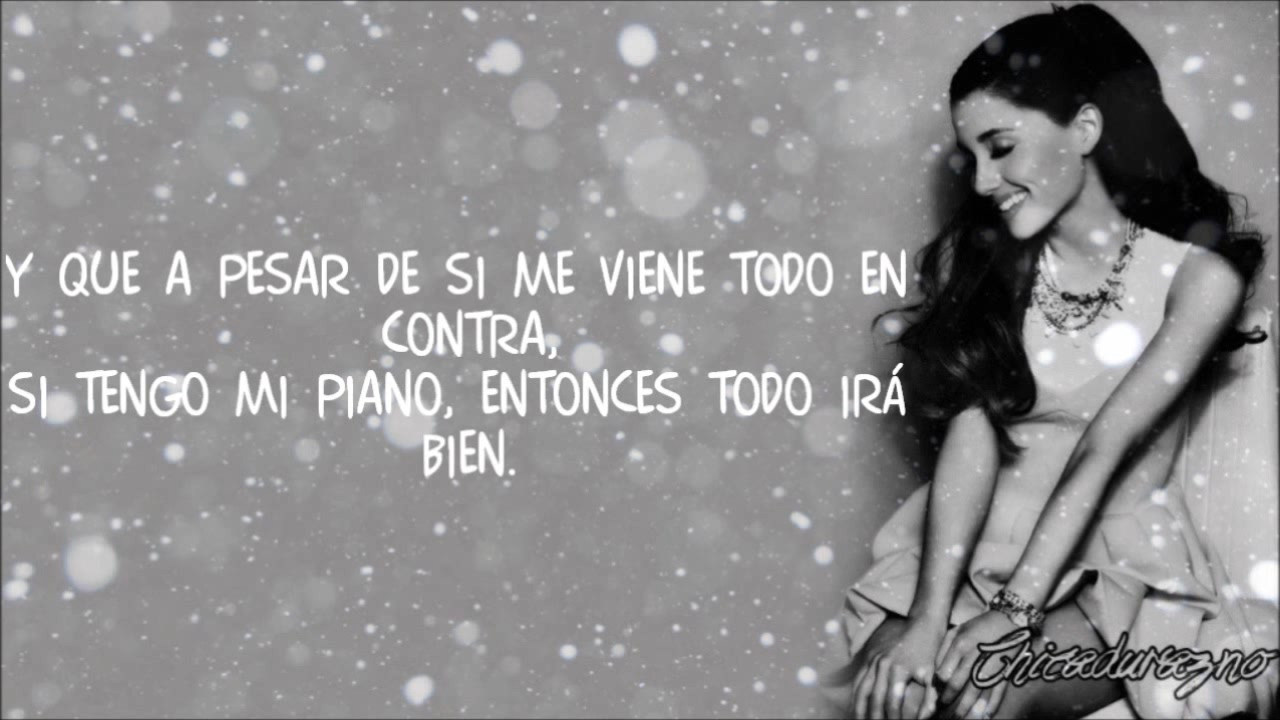 Y QUE A PESAR DE SI ME VIENE TODO EN
CONTRA,
SI TENGO MI PIANO, ENTONCES TODO IRÁ
BIEN.
Chicadurazno